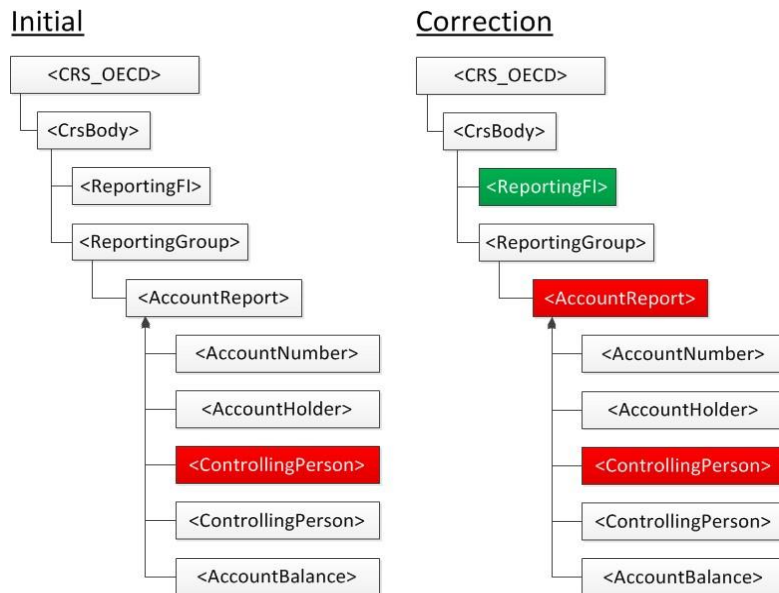 Initial
<CRS_OECD>
<CrsBody>
<ReportingFI>
<ReportingGroup>
<AccountReport>
<AccountNumber>
<AccountHolder>
<ControllingPerson>
<ControllingPerson>
<AccountBalance>
Correction
<CRS_OECD>
<CrsBody>
<ReportingFI>
<ReportingGroup>
<AccountReport>
<AccountNumber>
<AccountHolder>
<ControllingPerson>
<ControllingPerson>
<AccountBalance>